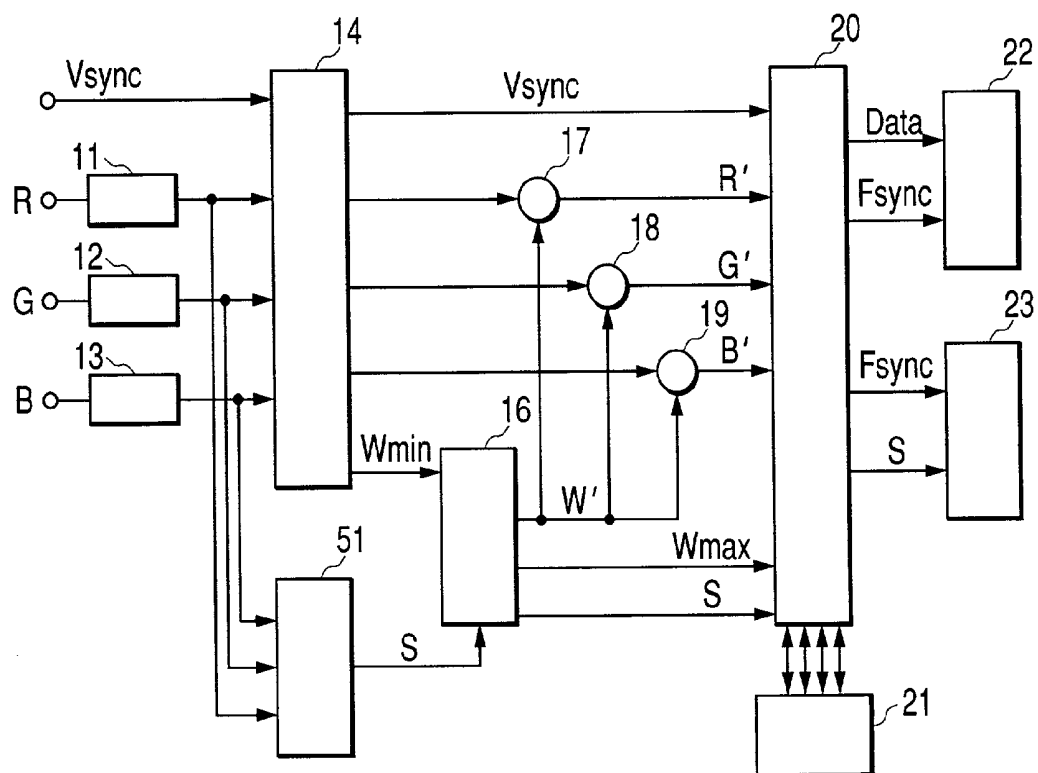 14
20
22
Vsync
Vsync
Data
11
17
R
R′
Fsync
12
18
G
G′
13
19
23
B
B′
Fsync
16
Wmin
S
W′
51
Wmax
S
S
21